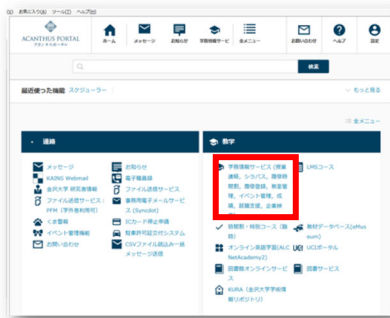 (A) お気に入り(A) ツール(T) ヘルプ(H)
ACANTHUS PORTAL
アカンサスポータル
ホーム
メッセージ
お知らせ
学務情報サービス
全メニュー
お問い合わせ
ヘルプ
設定
検索
最近使った機能 スケジューラー
もっと見る
全メニュー
連絡
メッセージ
お知らせ
KAINS Webmail
電子職員録
金沢大学 研究者情報
ファイル送信サービス
ファイル送信サービス：
PFM（学外者利用可）
事務用電子メールサービ
ス (Synodot)
くま警報
ICカード停止申請
イベント管理機能
駐車許可証交付システム
お問い合わせ
CSVファイル読込み一括
メッセージ送信
教学
学務情報サービス（授業
連絡、シラバス、履修時
間割、履修登録、教室管
理、イベント管理、成
績、就職支援、企業検
LMSコース
時間割・特別コース（論
教材データベース(eMus
eum)
オンライン英語学習(ALC
NetAcademy2)
UCIポータル
図書館オンラインサービ
ス
図書サービス
KURA（金沢大学学術情
報リポジトリ）